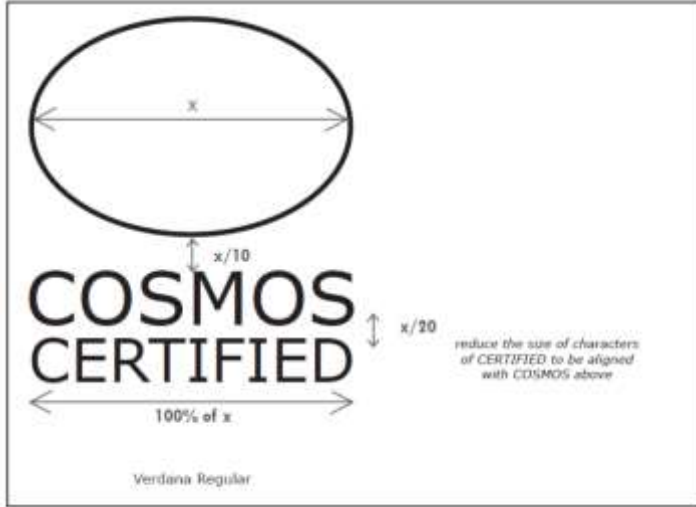 x
x/10
COSMOS
CERTIFIED
x/20
reduce the size of characters
of CERTIFIED to be aligned
with COSMOS above
100% of x
Verdana Regular